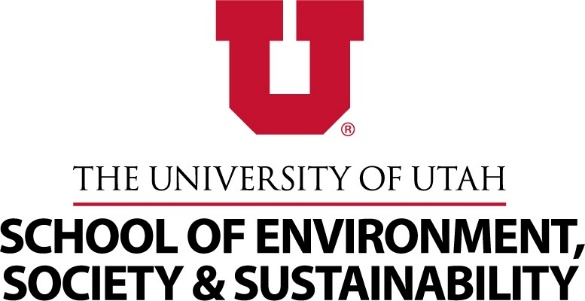 U®
THE UNIVERSITY OF UTAH
SCHOOL OF ENVIRONMENT,
SOCIETY & SUSTAINABILITY